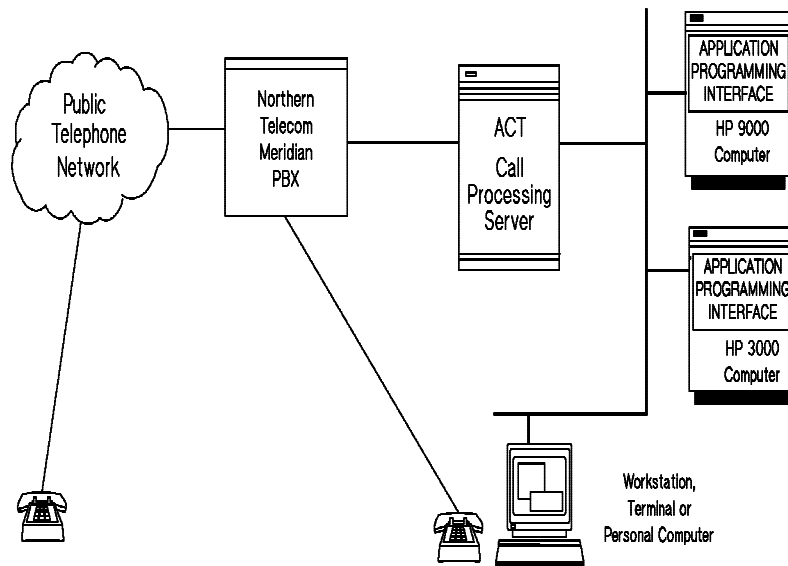 Public
Telephone
Network
Northern
Telecom
Meridian
PBX
ACT
Call
Processing
Server
APPLICATION
PROGRAMMING
INTERFACE
HP 9000
Computer
APPLICATION
PROGRAMMING
INTERFACE
HP 3000
Computer
Workstation,
Terminal or
Personal Computer